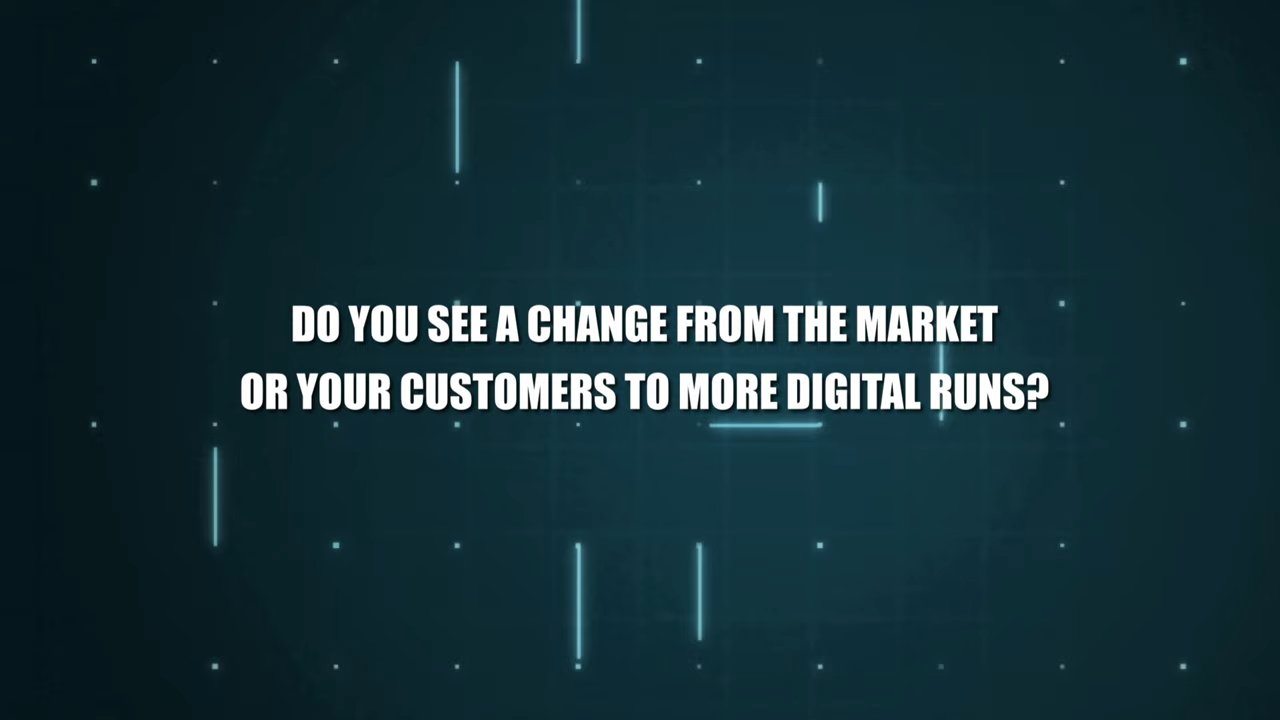 DO YOU SEE A CHANGE FROM THE MARKET
OR YOUR CUSTOMERS TO MORE DIGITAL RUNS?